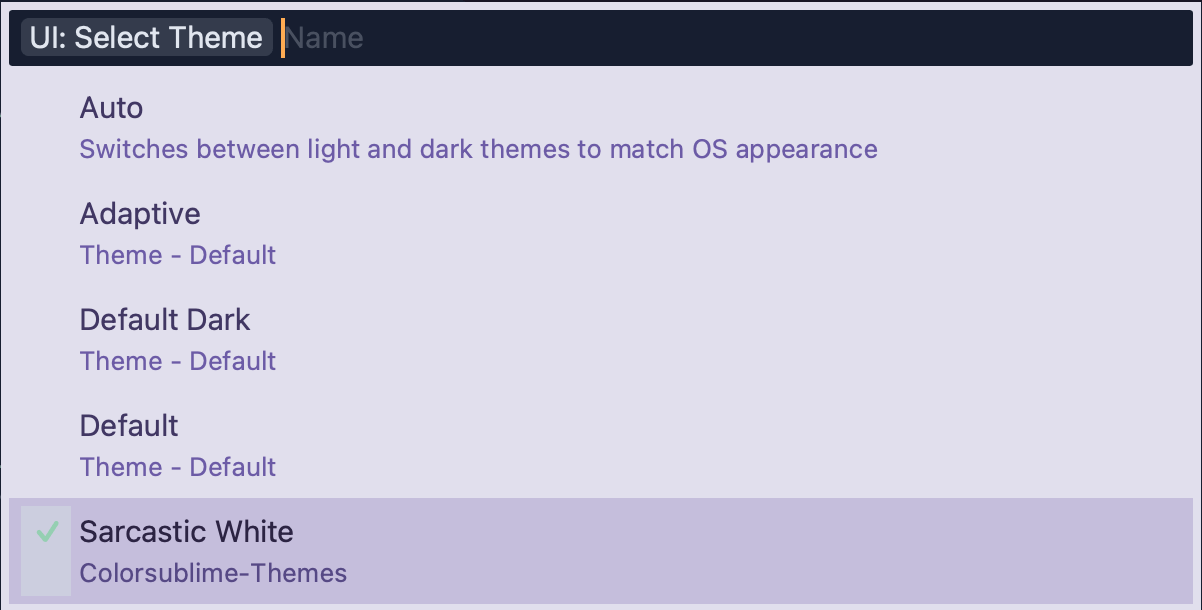 UI: Select Theme Name
Auto
Switches between light and dark themes to match OS appearance
Adaptive
Theme - Default
Default Dark
Theme - Default
Default
Theme - Default
Sarcastic White
Colorsublime-Themes